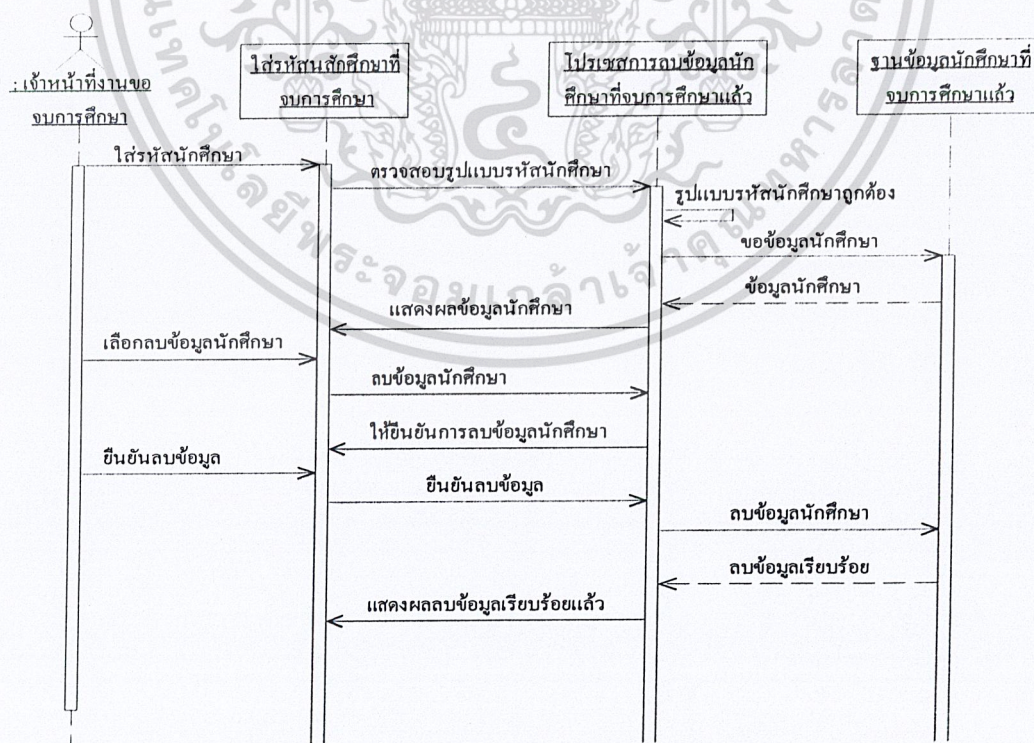 : เจ้าหน้าที่งานขอ
จบการศึกษา
ใส่รหัสนสักศึกษาที่
จบการศึกษา
โปรเซสการลบข้อมูลนัก
ศึกษาที่จบการศึกษาแล้ว
ฐานข้อมูลนักศึกษาที่
จบการศึกษาแล้ว
ใส่รหัสนักศึกษา
ตรวจสอบรูปแบบรหัสนักศึกษา
รูปแบบรหัสนักศึกษาถูกต้อง
ขอข้อมูลนักศึกษา
ข้อมูลนักศึกษา
แสดงผลข้อมูลนักศึกษา
เลือกลบข้อมูลนักศึกษา
ลบข้อมูลนักศึกษา
ให้ยืนยันการลบข้อมูลนักศึกษา
ยืนยันลบข้อมูล
ยืนยันลบข้อมูล
ลบข้อมูลนักศึกษา
ลบข้อมูลเรียบร้อย
แสดงผลลบข้อมูลเรียบร้อยแล้ว